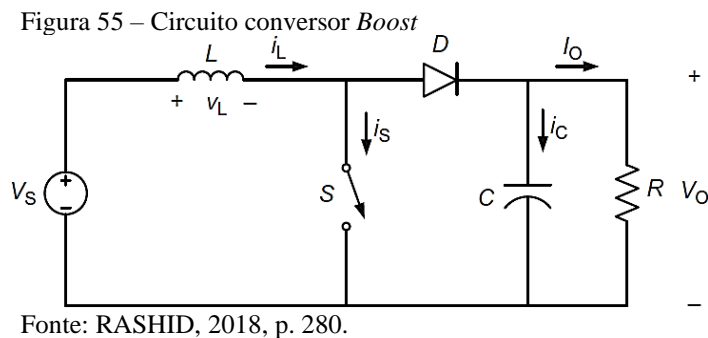 Figura 55 – Circuito conversor Boost
L
iL
D
IO
+
+ vL –
iS
iC
VS
+
–
S
C
R
VO
–
Fonte: RASHID, 2018, p. 280.